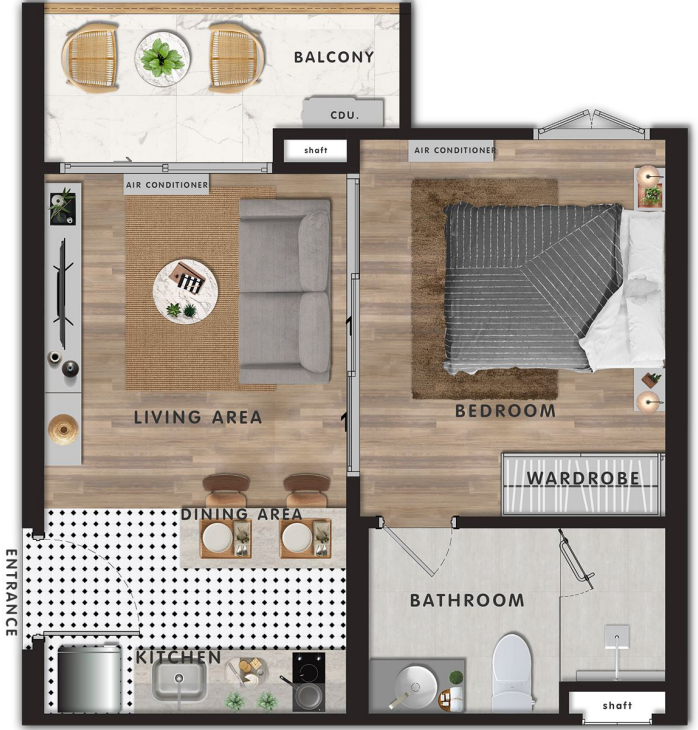 BALCONY
CDU.
shaft
AIR CONDITIONER
AIR CONDITIONER
LIVING AREA
BEDROOM
WARDROBE
DINING AREA
ENTRANCE
BATHROOM
KITCHEN
shaft